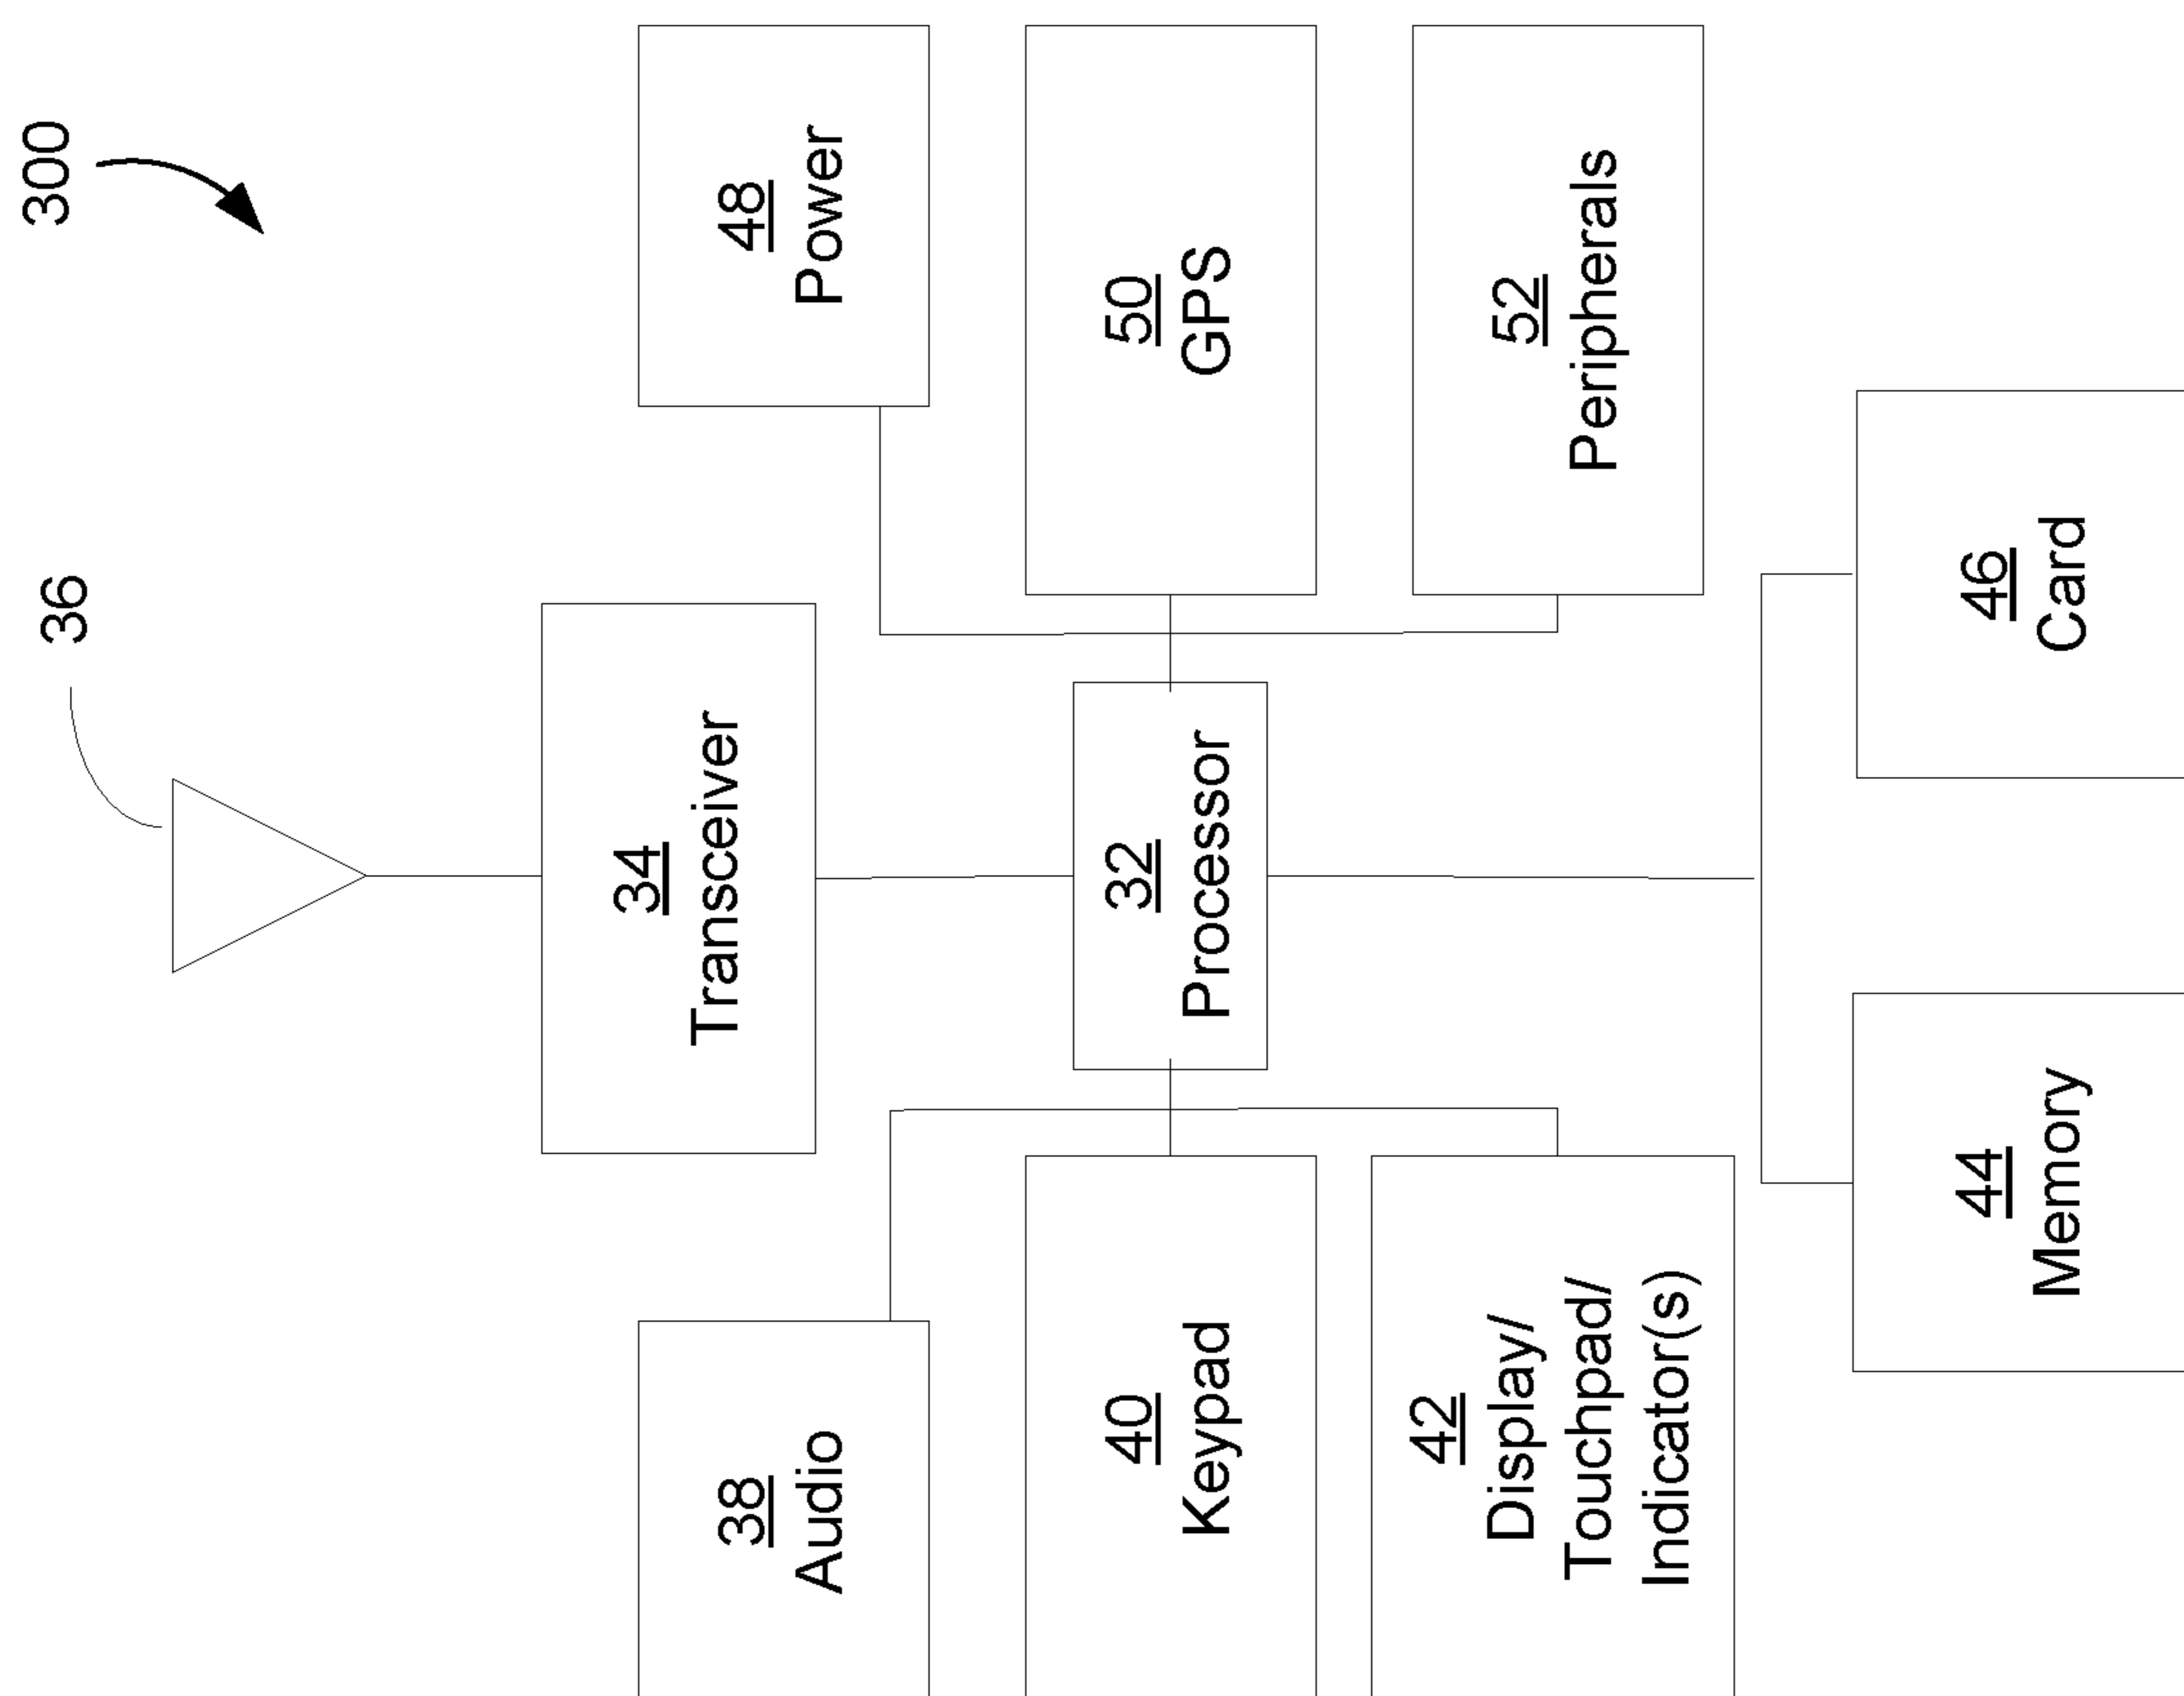 300
36
34
Transceiver
38
Audio
48
Power
40
Keypad
32
Processor
50
GPS
42
Display/
Touchpad/
Indicator(s)
52
Peripherals
44
Memory
46
Card